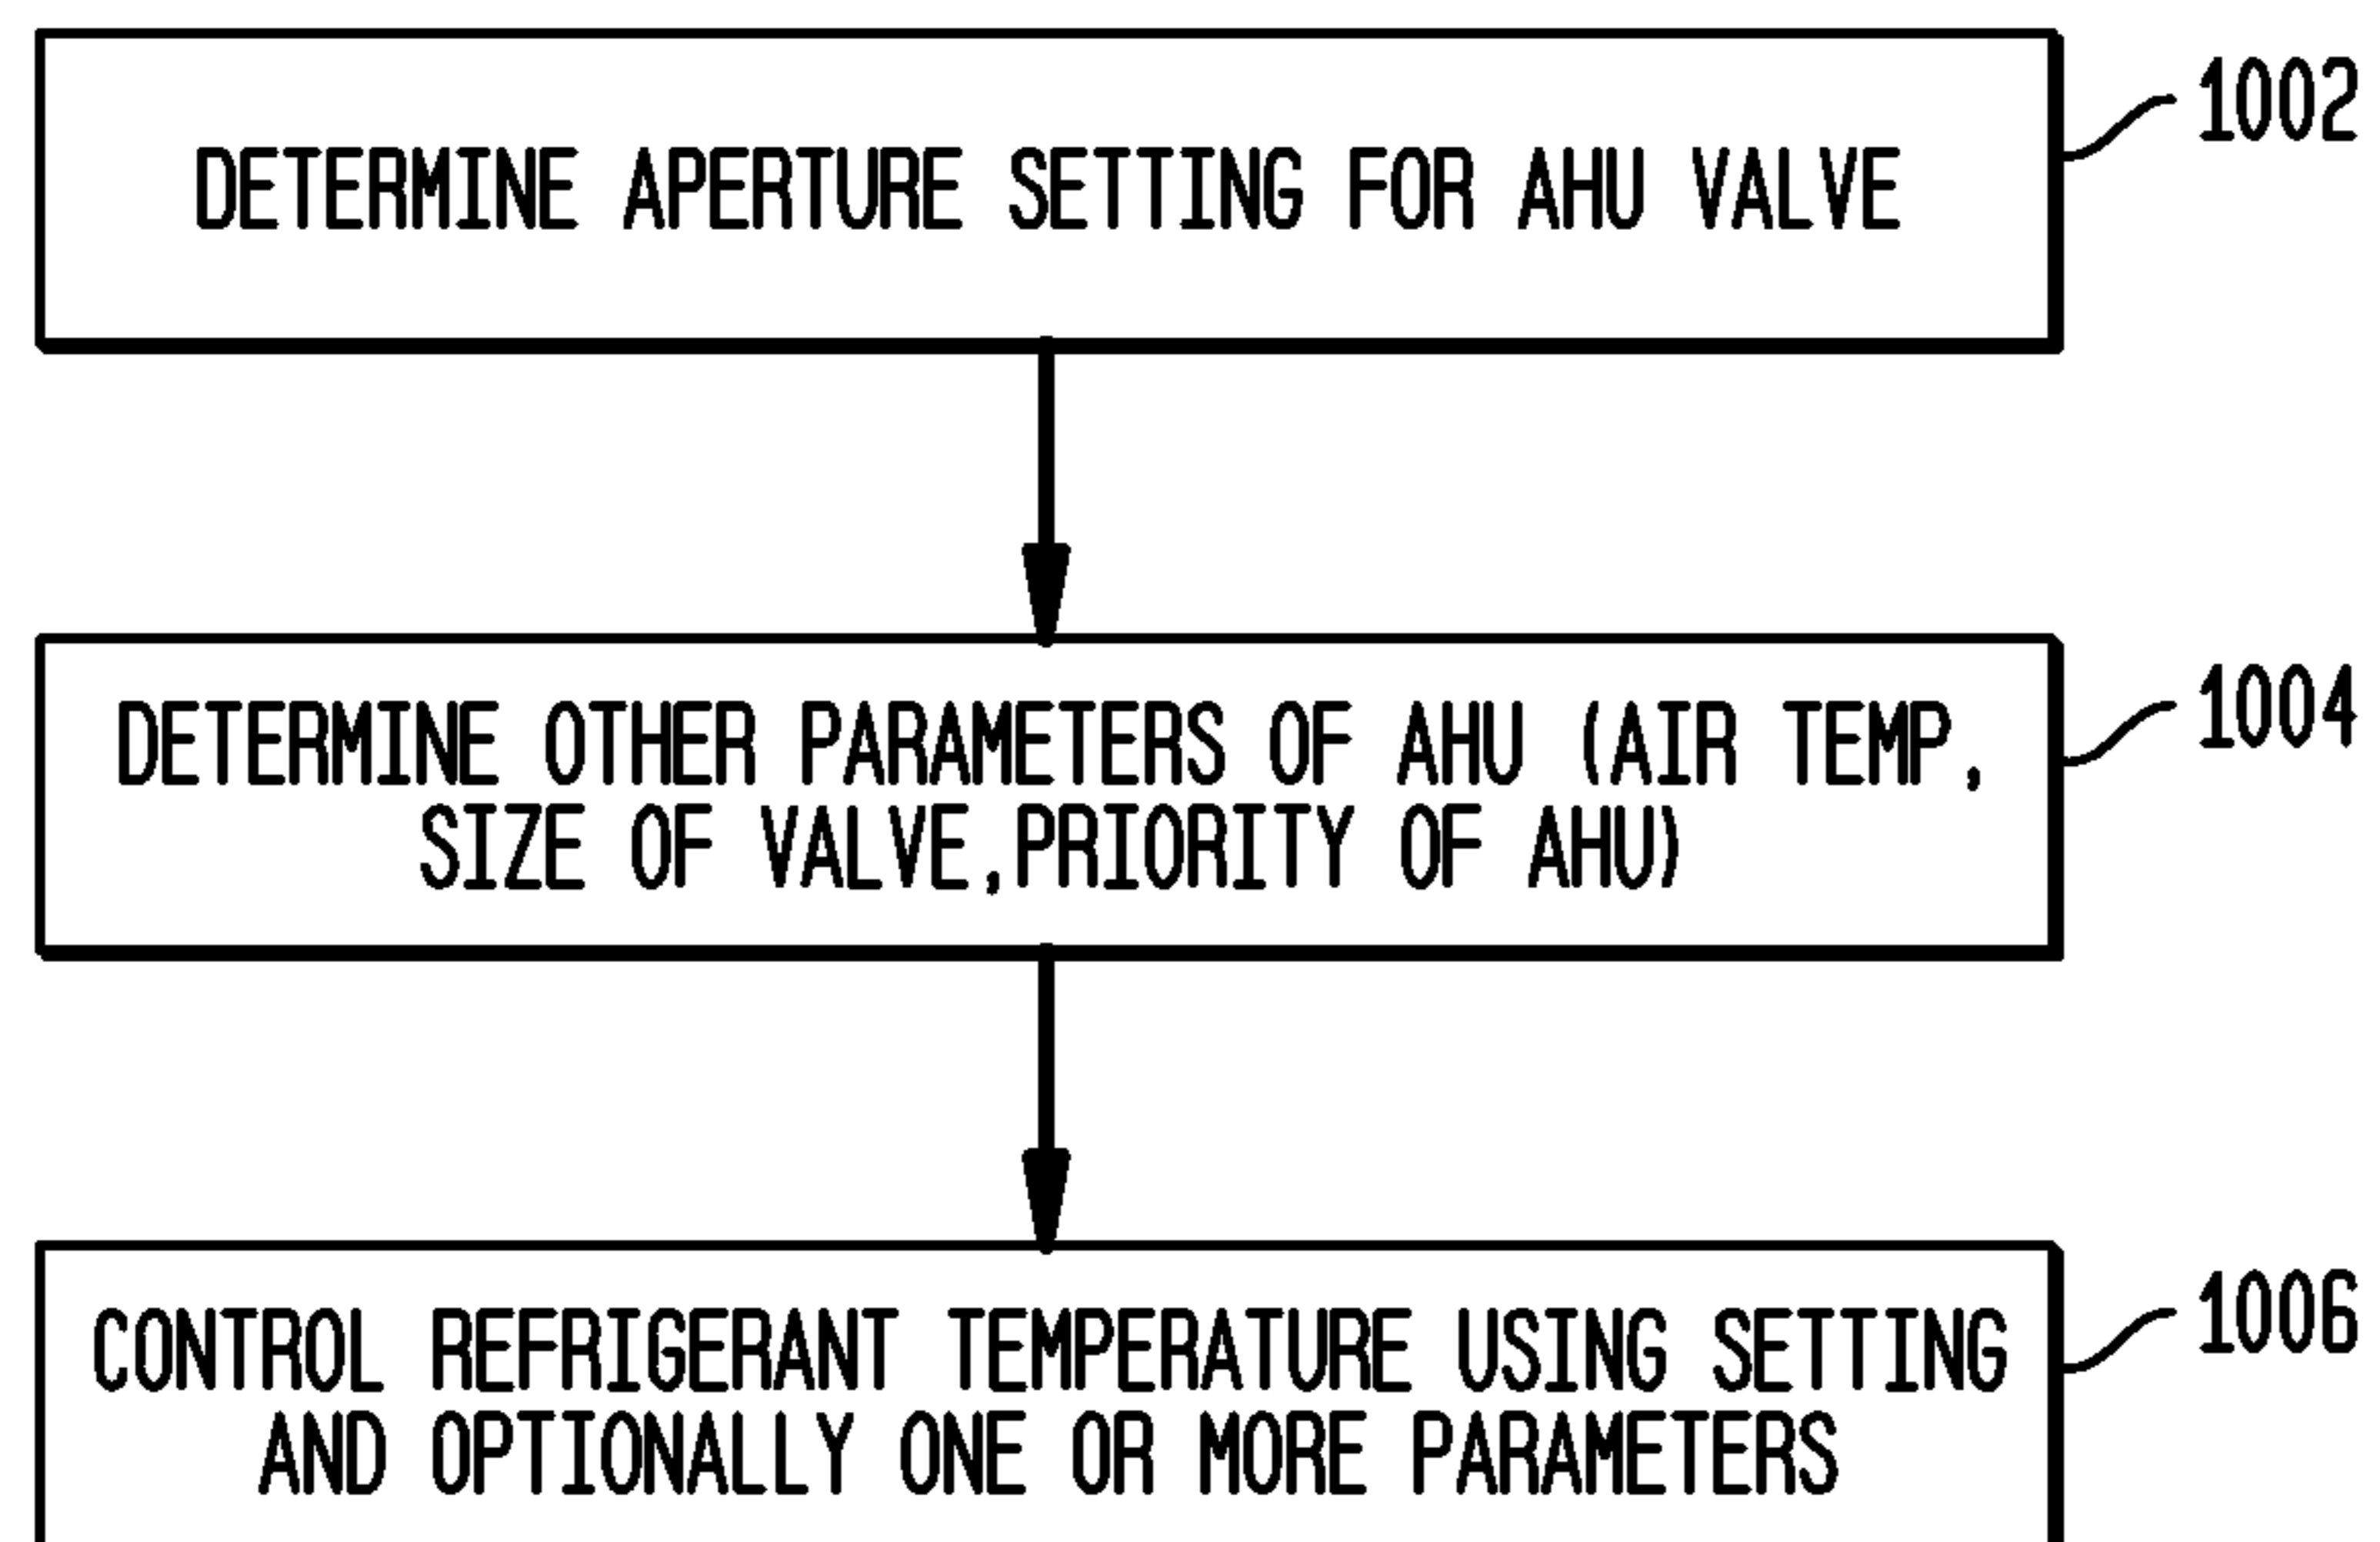 1002
DETERMINE APERTURE SETTING FOR AHU VALVE
1004
DETERMINE OTHER PARAMETERS OF AHU (AIR TEMP,
SIZE OF VALVE,PRIORITY OF AHU)
1006
CONTROL REFRIGERANT TEMPERATURE USING SETTING
AND OPTIONALLY ONE OR MORE PARAMETERS